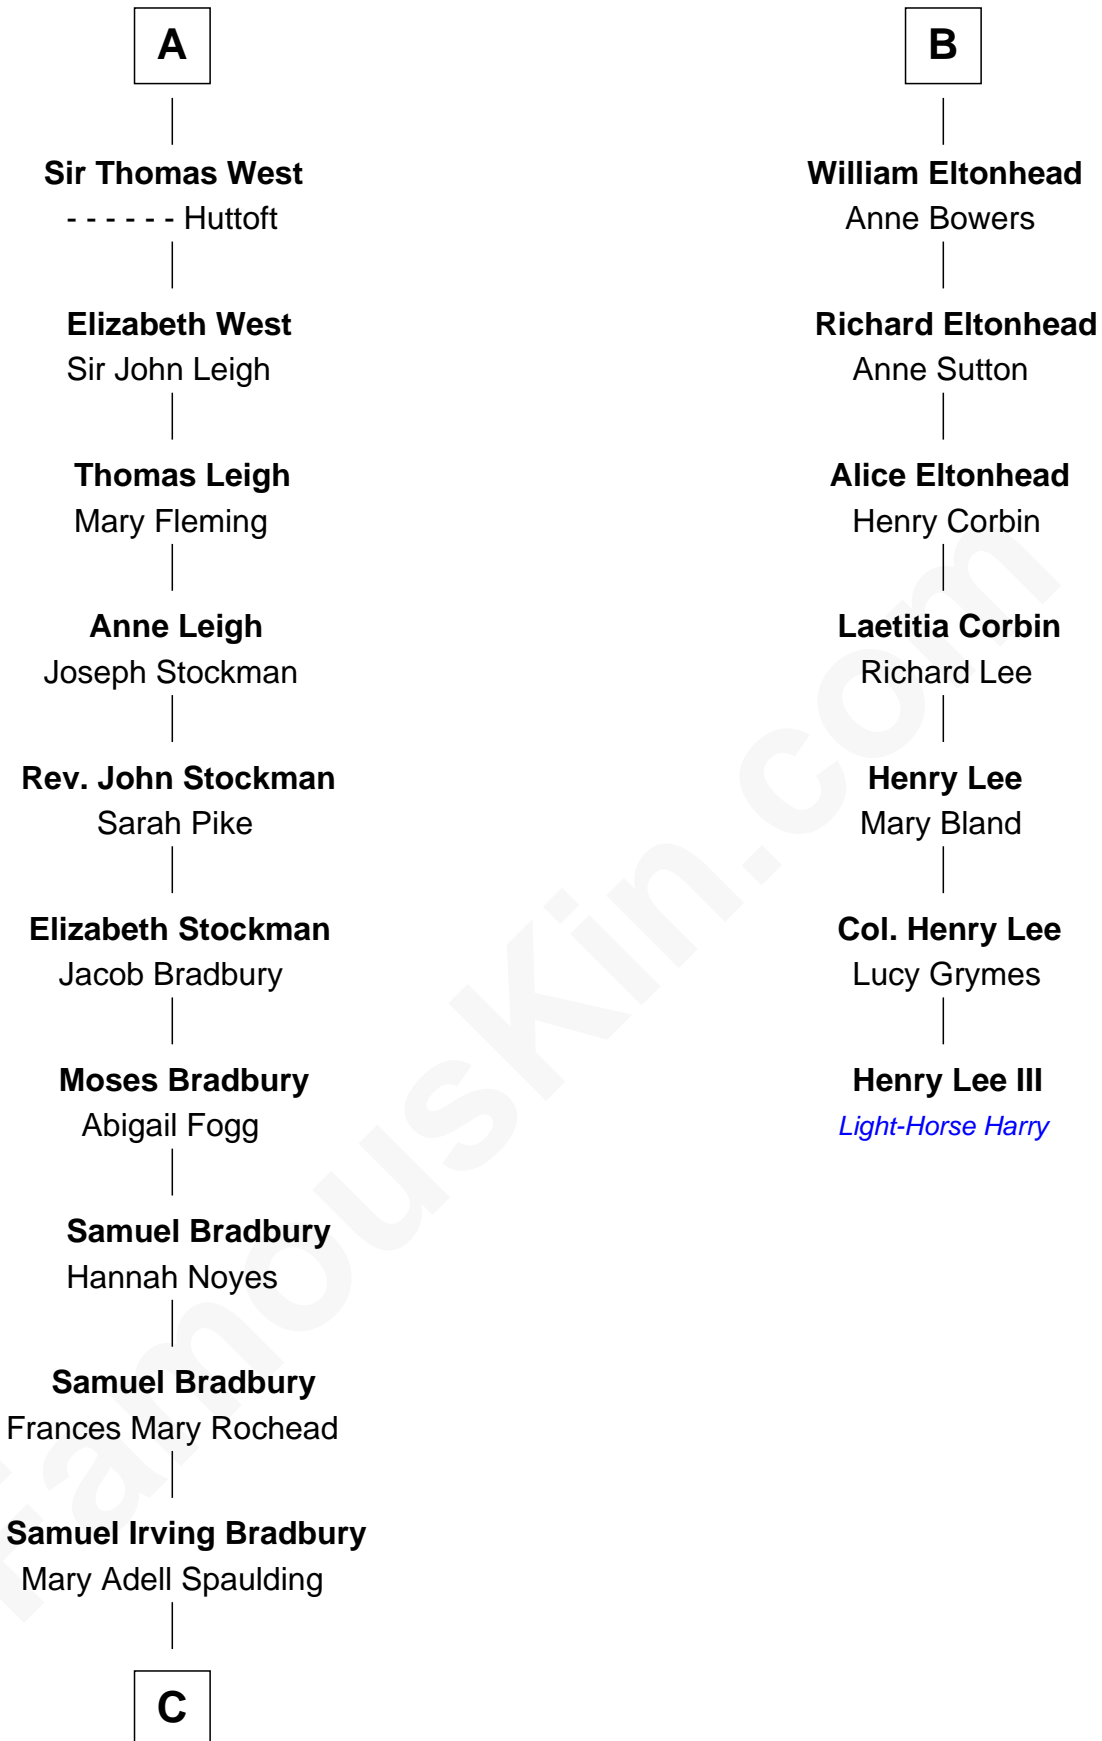 A
Sir Thomas West
- - - - - - Huttoft
Elizabeth West
Sir John Leigh
Thomas Leigh
Mary Fleming
Anne Leigh
Joseph Stockman
Rev. John Stockman
Sarah Pike
Elizabeth Stockman
Jacob Bradbury
Moses Bradbury
Abigail Fogg
Samuel Bradbury
Hannah Noyes
Samuel Bradbury
Frances Mary Rochead
Samuel Irving Bradbury
Mary Adell Spaulding
C
B
William Eltonhead
Anne Bowers
Richard Eltonhead
Anne Sutton
Alice Eltonhead
Henry Corbin
Laetitia Corbin
Richard Lee
Henry Lee
Mary Bland
Col. Henry Lee
Lucy Grymes
Henry Lee III
Light-Horse Harry
FamousKin.com